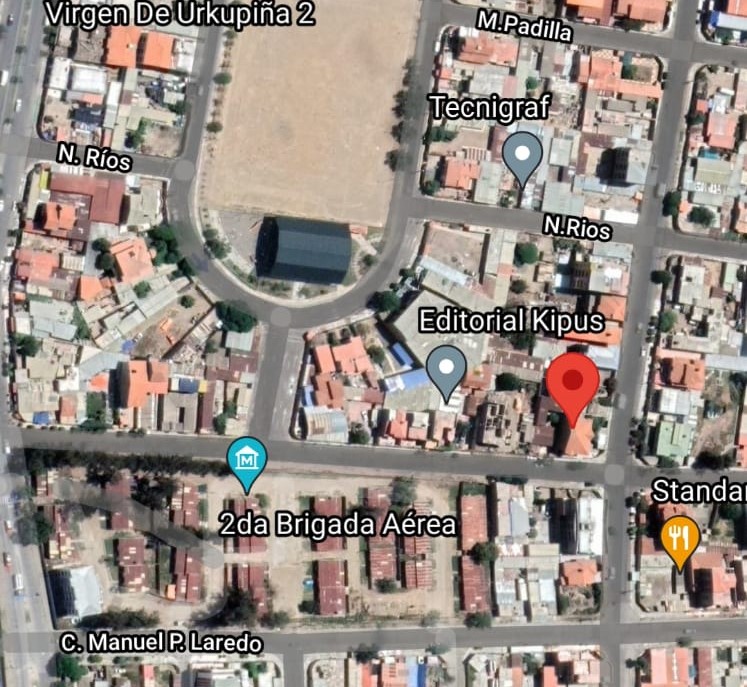 Virgen De Urkupiña 2
M.Padilla
Tecnigraf
N. Ríos
N.Rios
Editorial Kipus
M
Standar
2da Brigada Aérea
C. Manuel P. Laredo